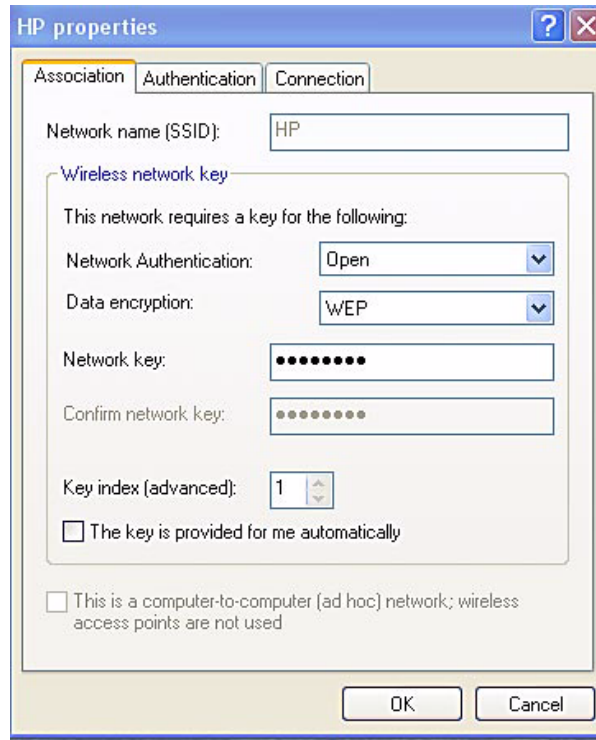 HP properties
Association Authentication Connection
Network name (SSID): HP
Wireless network key
This network requires a key for the following:
Network Authentication: Open
Data encryption: WEP
Network key: ●●●●●●●●
Confirm network key: ●●●●●●●●
Key index (advanced): 1
The key is provided for me automatically
This is a computer-to-computer (ad hoc) network; wireless
access points are not used
OK Cancel